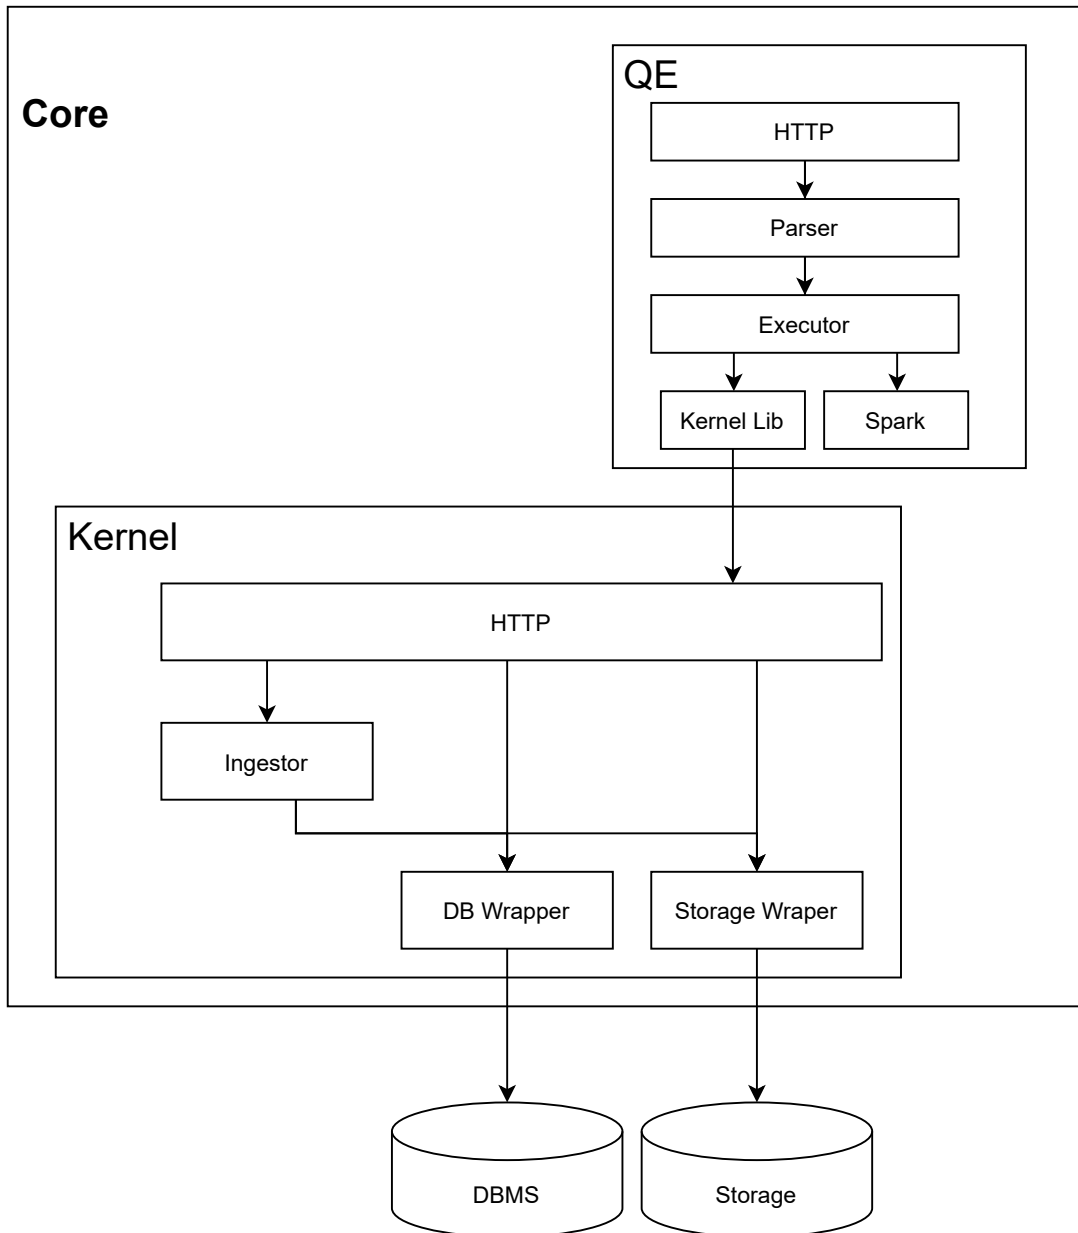 QE
Core
HTTP
Parser
Executor
Kernel Lib
Spark
Kernel
HTTP
Ingestor
DB Wrapper
Storage Wraper
DBMS
Storage